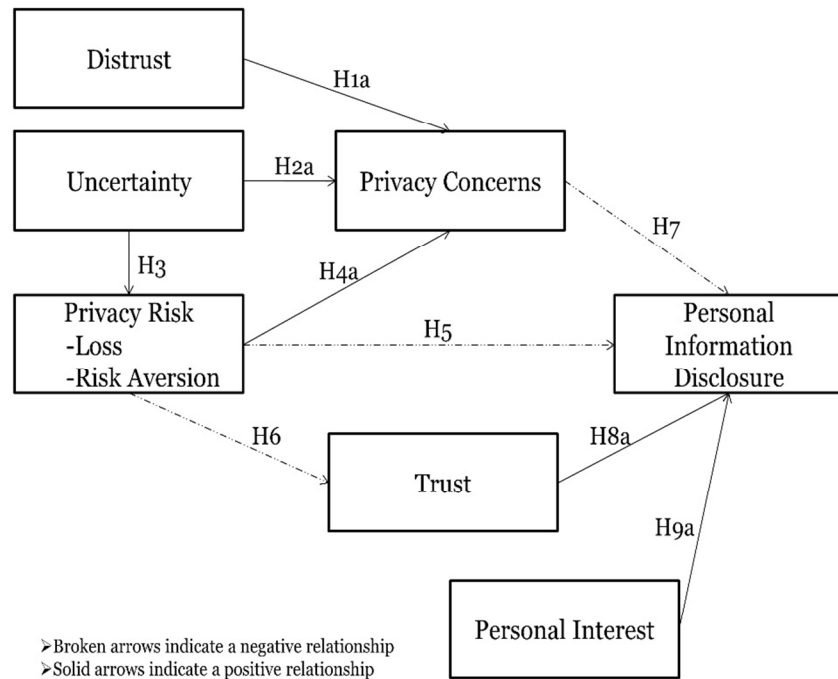 Distrust
H1a
Uncertainty
H2a
Privacy Concerns
H3
H4a
H7
Privacy Risk
-Loss
-Risk Aversion
H5
Personal
Information
Disclosure
H6
H8a
Trust
H9a
Personal Interest
➢Broken arrows indicate a negative relationship
➢Solid arrows indicate a positive relationship